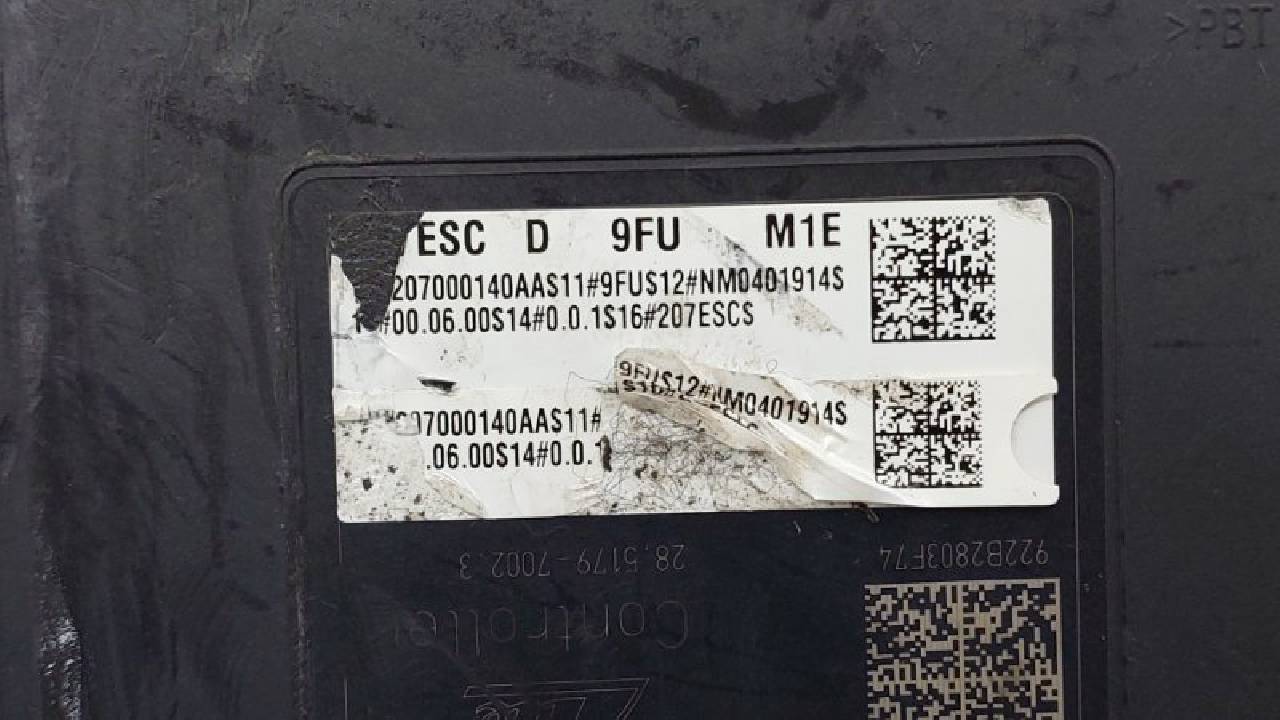 >PBT
ESC D 9FU M1E
207000140AAS11#9FUS12#NM0401914S
#00.06.00S14#0.0.1S16#207ESCS
9FUS12#NM0401914S
07000140AAS11#
.06.00S14#0.0.1
28.5179-7002.3
922B2803F74
Controller